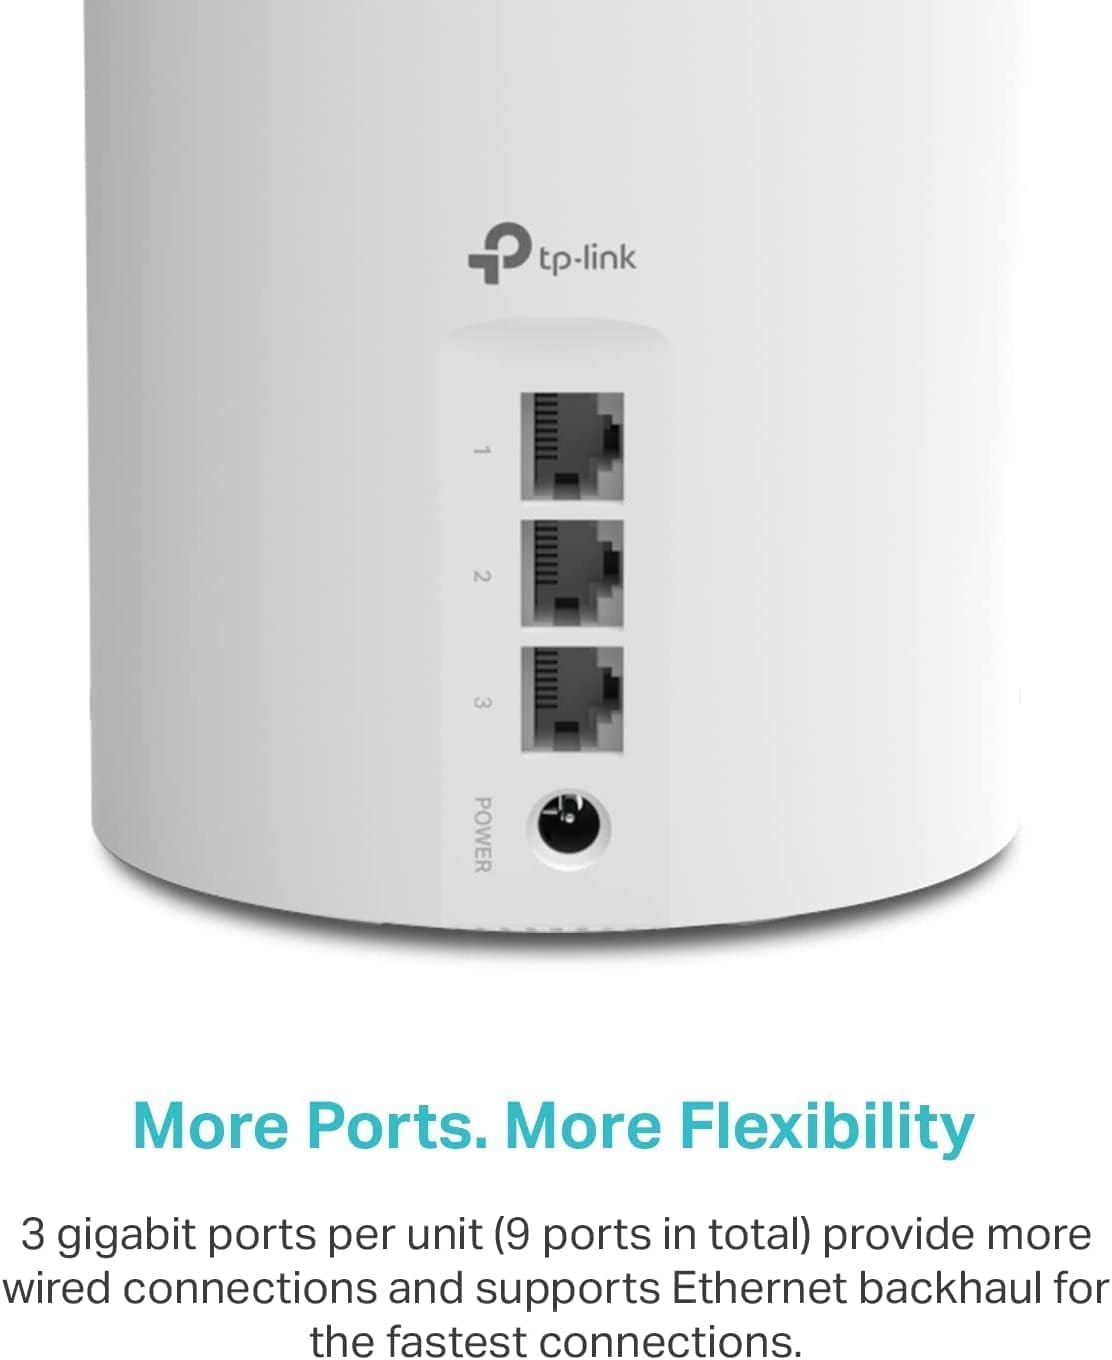 tp-link
1
2
3
POWER
More Ports. More Flexibility
3 gigabit ports per unit (9 ports in total) provide more
wired connections and supports Ethernet backhaul for
the fastest connections.